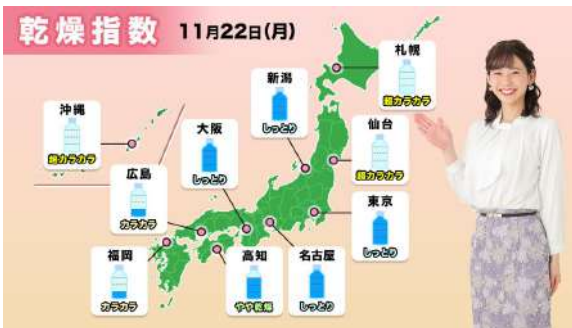 乾燥指数 11月22日(月)
札幌
超カラカラ
新潟
しっとり
沖縄
超カラカラ
大阪
しっとり
仙台
超カラカラ
広島
カラカラ
東京
しっとり
福岡
カラカラ
高知
やや乾燥
名古屋
しっとり